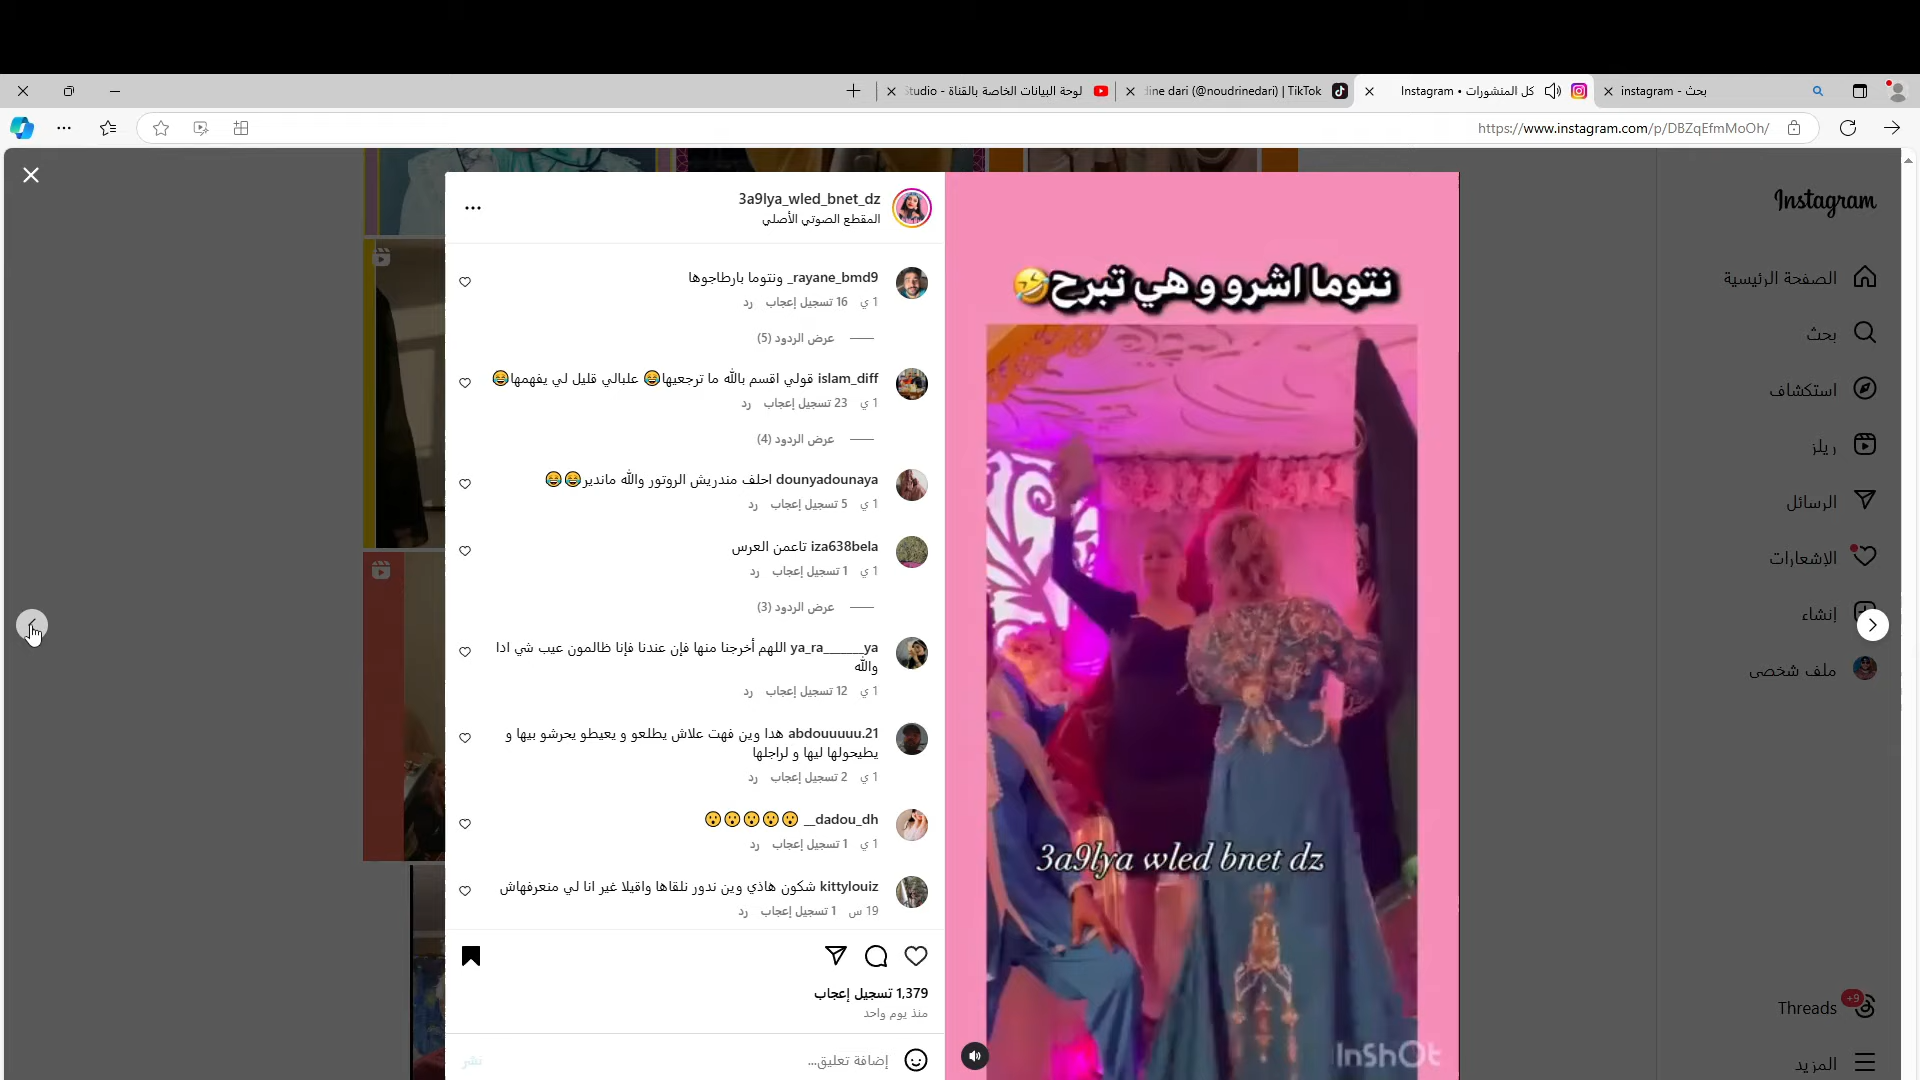 لوحة البيانات الخاصة بالقناة - Studio
dine dari (@noudrinedari) | TikTok
كل المنشورات • Instagram
بحث - instagram
https://www.instagram.com/p/DBZqEfmMoOh/
Instagram
الصفحة الرئيسية
بحث
استكشاف
ريلز
الرسائل
الإشعارات
إنشاء
ملف شخصي
Threads
+9
المزيد
نتوما اشرو و هي تبرح🤣
3a9lya wled bnet dz
InShOt
3a9lya_wled_bnet_dz
المقطع الصوتي الأصلي
_rayane_bmd9 ونتوما بارطاجوها
1 ي 16 تسجيل إعجاب رد
عرض الردود (5)
islam_diff قولي اقسم بالله ما ترجعيها😂 علبالي قليل لي يفهمها😂
1 ي 23 تسجيل إعجاب رد
عرض الردود (4)
dounyadounaya احلف مندريش الروتور والله ماندير😂😂
1 ي 5 تسجيل إعجاب رد
iza638bela تاعمن العرس
1 ي 1 تسجيل إعجاب رد
عرض الردود (3)
ya_ra______ya اللهم أخرجنا منها فإن عندنا فإنا ظالمون عيب شي ادا
والله
1 ي 12 تسجيل إعجاب رد
abdouuuuu.21 هدا وين فهت علاش يطلعو و يعيطو يحرشو بيها و
يطيحولها ليها و لراجلها
1 ي 2 تسجيل إعجاب رد
__dadou_dh 😮😮😮😮😮
1 ي 1 تسجيل إعجاب رد
kittylouiz شكون هاذي وين ندور نلقاها واقيلا غير انا لي منعرفهاش
19 س 1 تسجيل إعجاب رد
1,379 تسجيل إعجاب
منذ يوم واحد
إضافة تعليق...
نشر